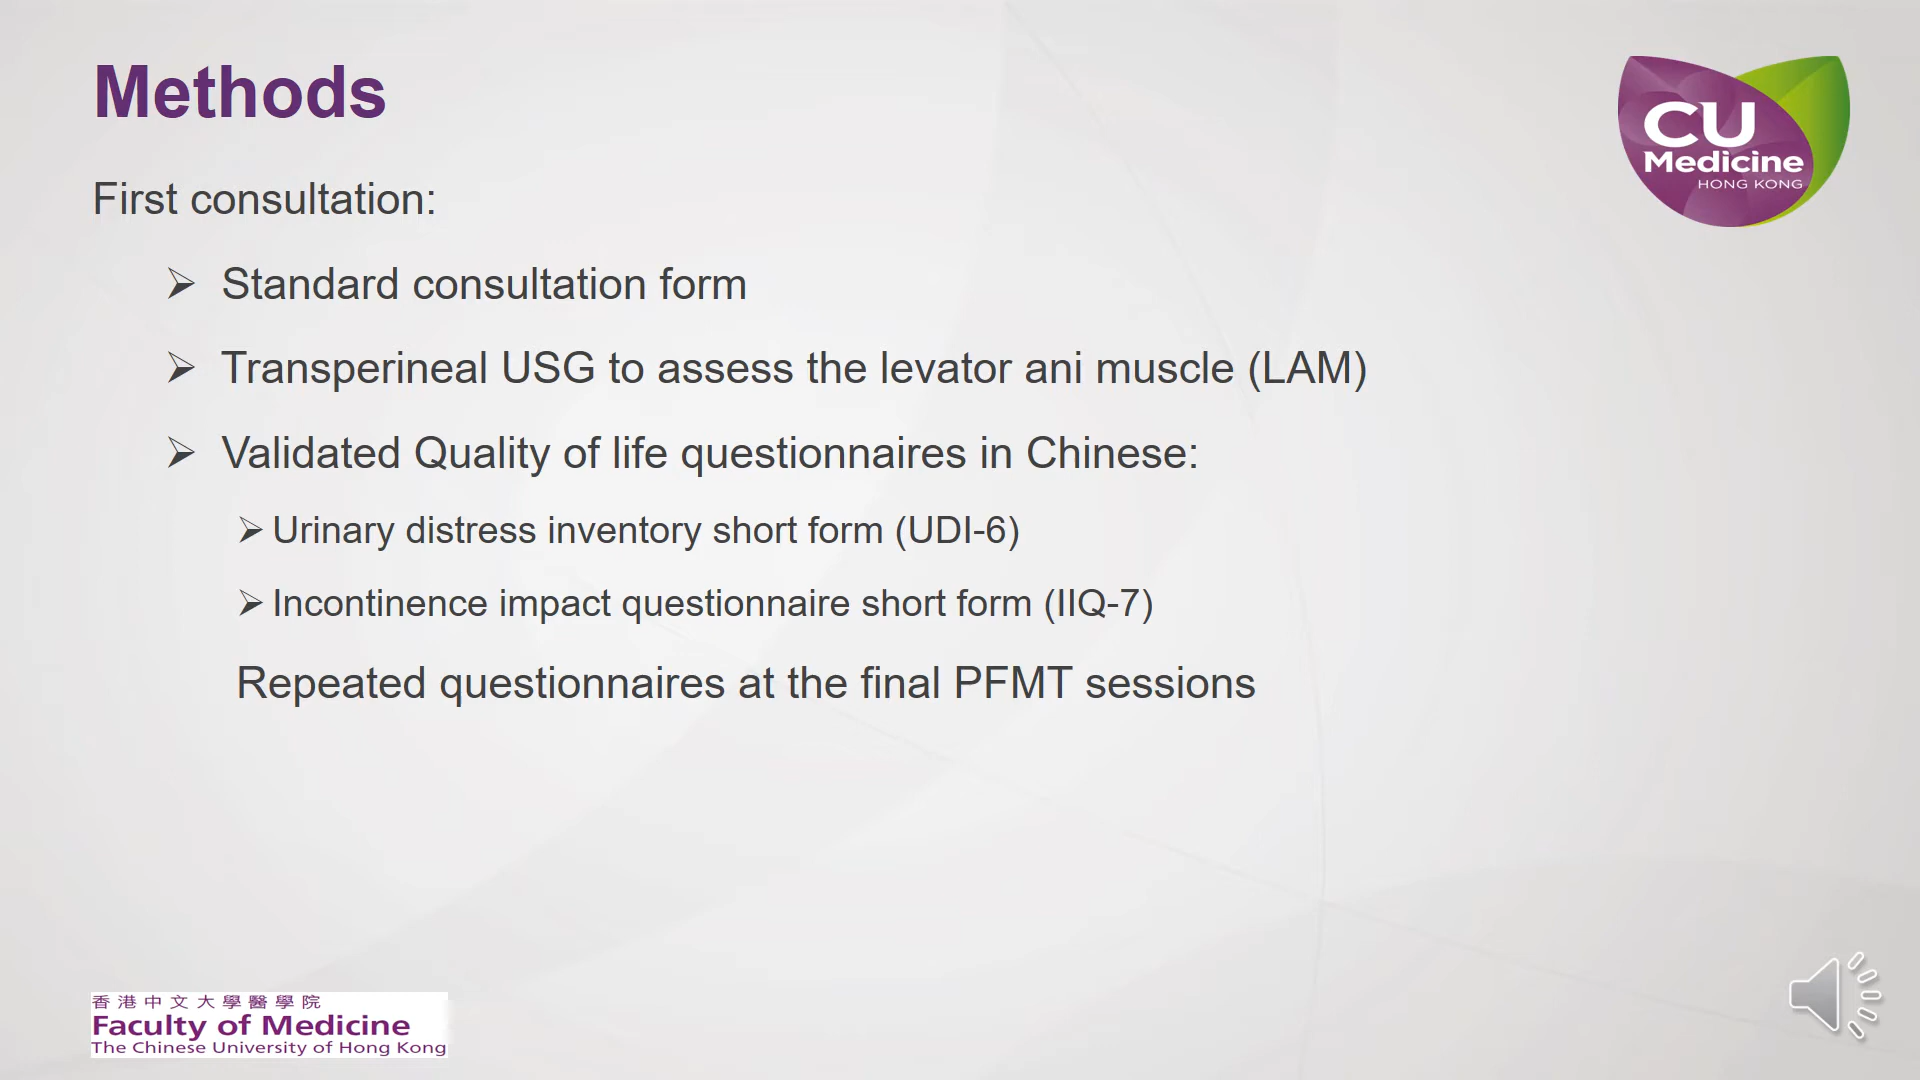 Methods
CU
Medicine
HONG KONG
First consultation:
Standard consultation form
Transperineal USG to assess the levator ani muscle (LAM)
Validated Quality of life questionnaires in Chinese:
Urinary distress inventory short form (UDI-6)
Incontinence impact questionnaire short form (IIQ-7)
Repeated questionnaires at the final PFMT sessions
香港中文大學醫學院
Faculty of Medicine
The Chinese University of Hong Kong